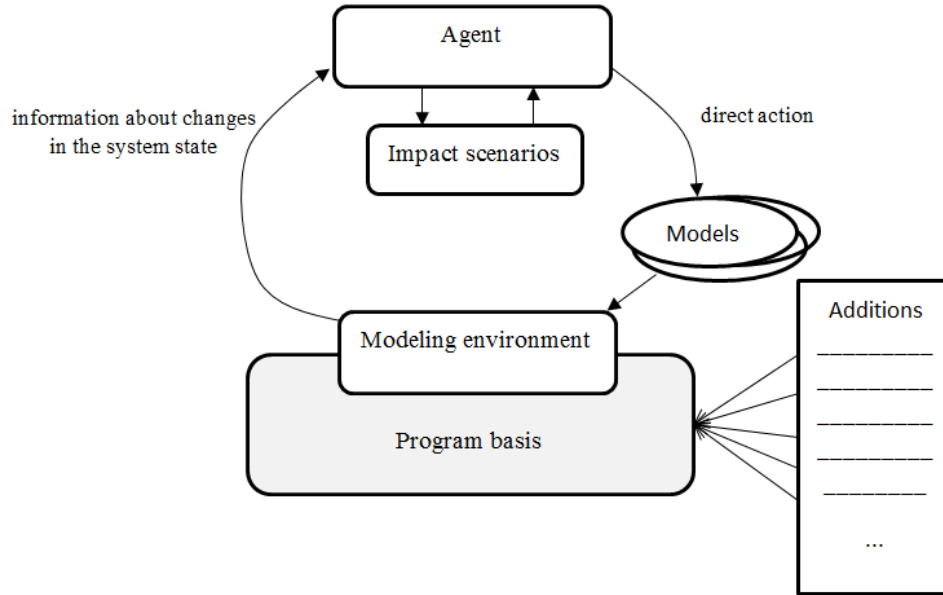 Agent
information about changes
in the system state
direct action
Impact scenarios
Models
Additions
Modeling environment
Program basis
...